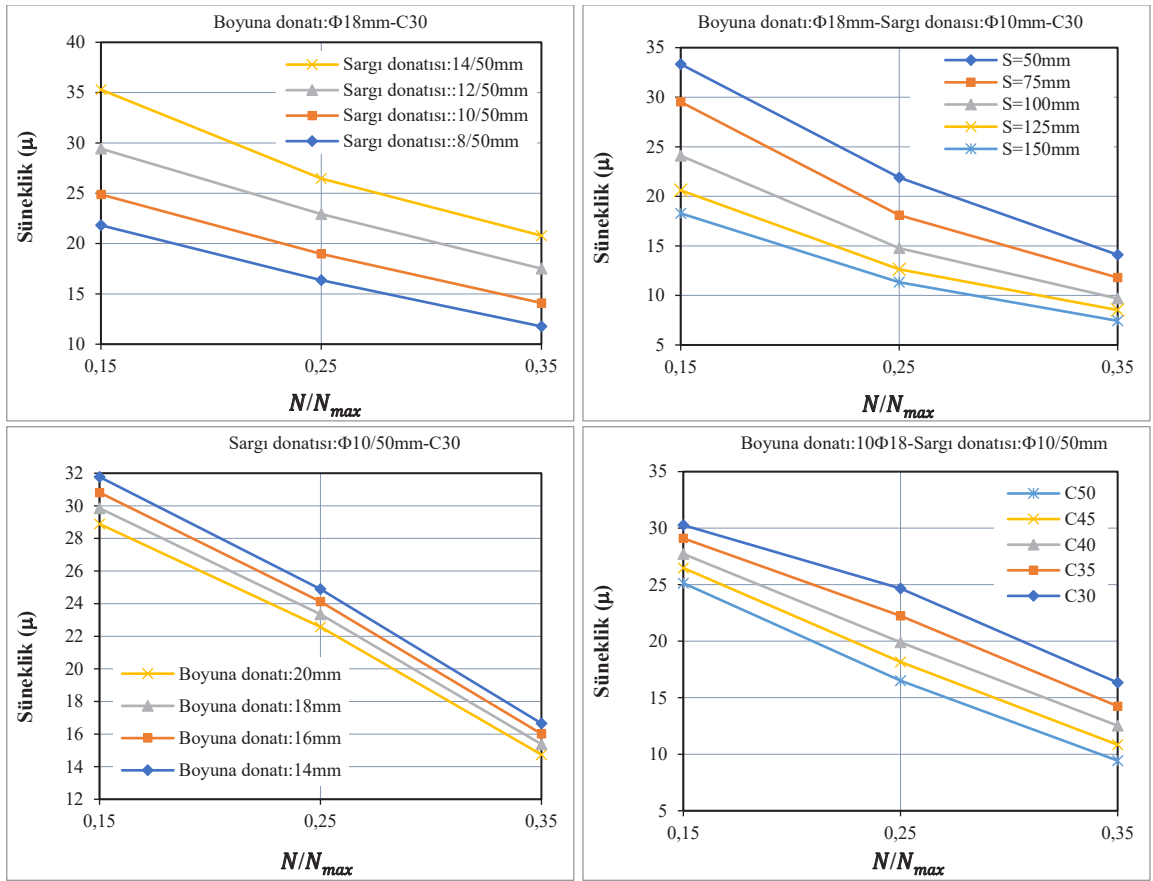 Boyuna donatı:Φ18mm-C30
Süneklik (μ)
40
35
30
25
20
15
10
Sargı donatısı:14/50mm
Sargı donatısı::12/50mm
Sargı donatısı::10/50mm
Sargı donatısı::8/50mm
0,15
0,25
0,35
N/Nmax
Boyuna donatı:Φ18mm-Sargı donaısı:Φ10mm-C30
Süneklik (μ)
35
30
25
20
15
10
5
S=50mm
S=75mm
S=100mm
S=125mm
S=150mm
0,15
0,25
0,35
N/Nmax
Sargı donatısı:Φ10/50mm-C30
Süneklik (μ)
32
30
28
26
24
22
20
18
16
14
12
Boyuna donatı:20mm
Boyuna donatı:18mm
Boyuna donatı:16mm
Boyuna donatı:14mm
0,15
0,25
0,35
N/Nmax
Boyuna donatı:10Φ18-Sargı donatısı:Φ10/50mm
Süneklik (μ)
35
30
25
20
15
10
5
C50
C45
C40
C35
C30
0,15
0,25
0,35
N/Nmax